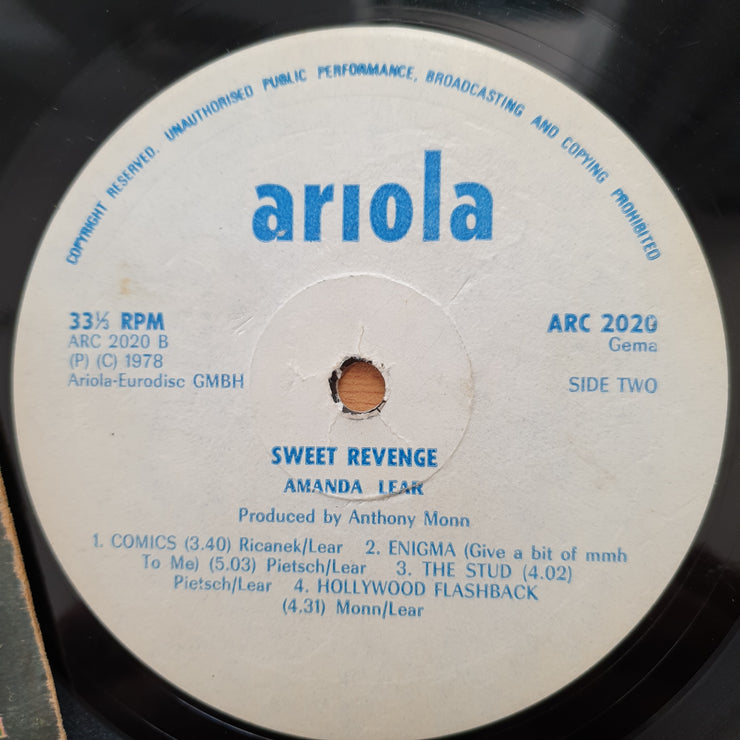 COPYRIGHT RESERVED. UNAUTHORISED PUBLIC PERFORMANCE, BROADCASTING AND COPYING PROHIBITED
ariola
33⅓ RPM
ARC 2020 B
(P) (C) 1978
Ariola-Eurodisc GMBH
ARC 2020
Gema
SIDE TWO
SWEET REVENGE
AMANDA LEAR
Produced by Anthony Monn
1. COMICS (3.40) Ricanek/Lear 2. ENIGMA (Give a bit of mmh
To Me) (5.03) Pietsch/Lear 3. THE STUD (4.02)
Pietsch/Lear 4. HOLLYWOOD FLASHBACK
(4.31) Monn/Lear